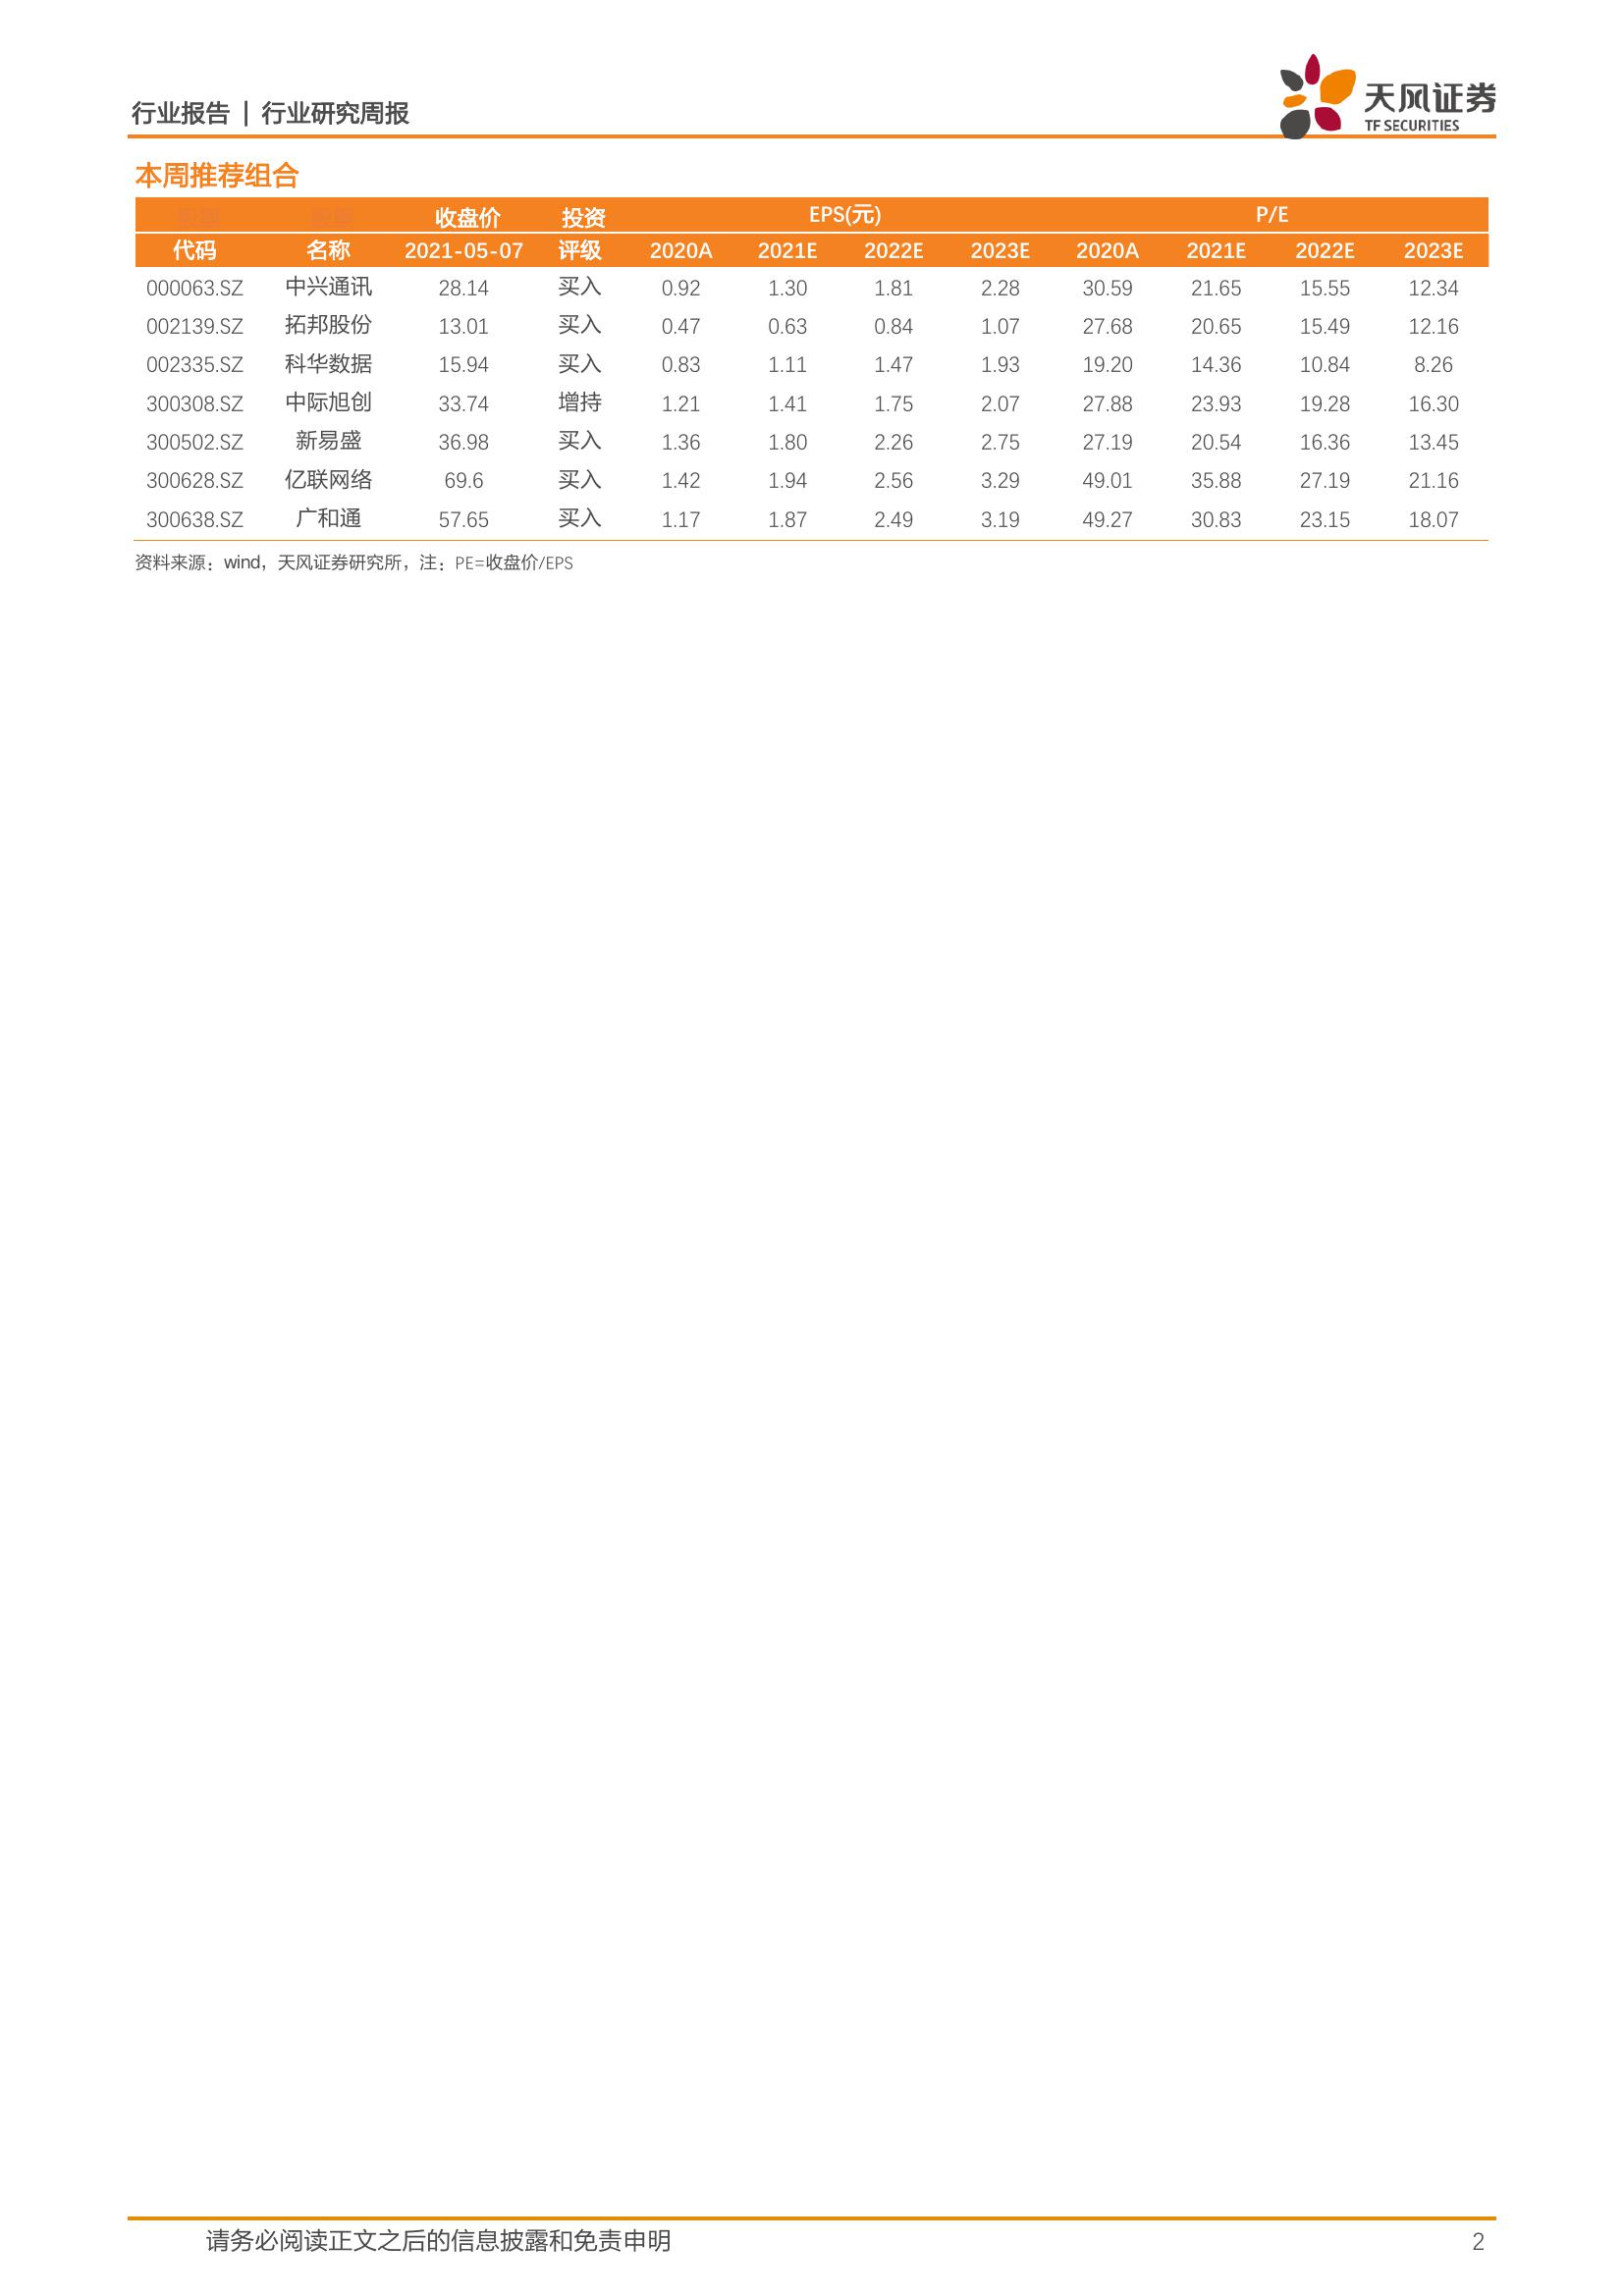 行业报告 | 行业研究周报
天风证券
TF SECURITIES
本周推荐组合
收盘价 投资 EPS(元) P/E
代码 名称 2021-05-07 评级 2020A 2021E 2022E 2023E 2020A 2021E 2022E 2023E
000063.SZ 中兴通讯 28.14 买入 0.92 1.30 1.81 2.28 30.59 21.65 15.55 12.34
002139.SZ 拓邦股份 13.01 买入 0.47 0.63 0.84 1.07 27.68 20.65 15.49 12.16
002335.SZ 科华数据 15.94 买入 0.83 1.11 1.47 1.93 19.20 14.36 10.84 8.26
300308.SZ 中际旭创 33.74 增持 1.21 1.41 1.75 2.07 27.88 23.93 19.28 16.30
300502.SZ 新易盛 36.98 买入 1.36 1.80 2.26 2.75 27.19 20.54 16.36 13.45
300628.SZ 亿联网络 69.6 买入 1.42 1.94 2.56 3.29 49.01 35.88 27.19 21.16
300638.SZ 广和通 57.65 买入 1.17 1.87 2.49 3.19 49.27 30.83 23.15 18.07
资料来源：wind，天风证券研究所，注：PE=收盘价/EPS
请务必阅读正文之后的信息披露和免责申明 2